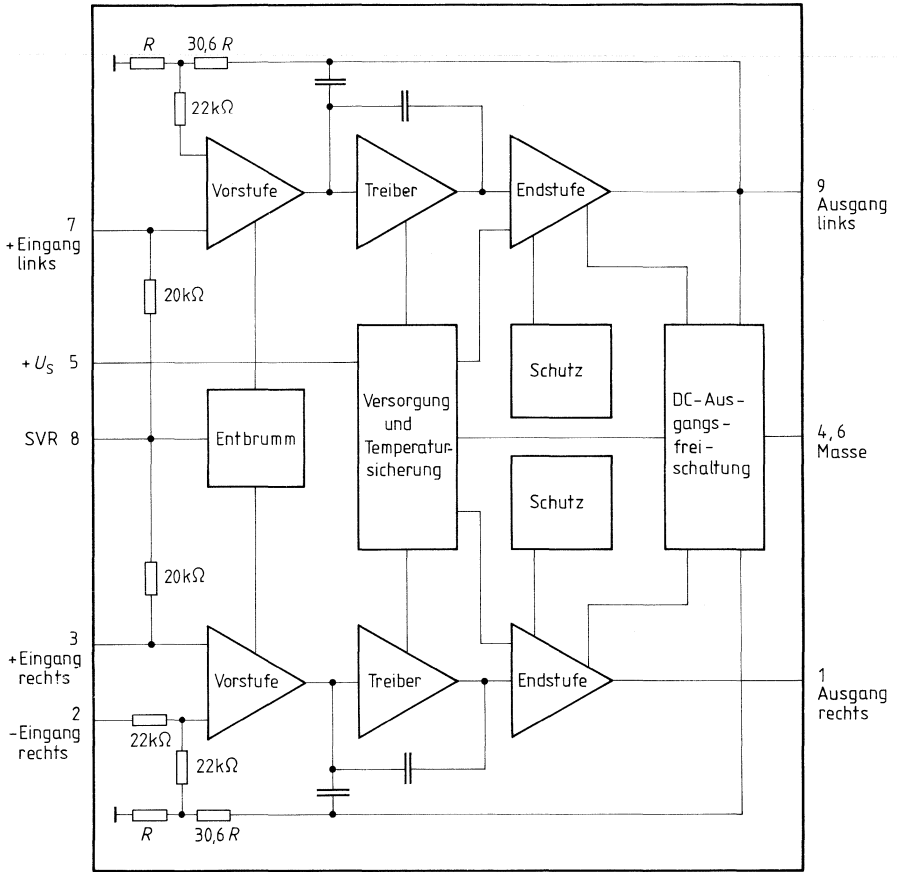 R
30,6 R
22kΩ
Vorstufe
Treiber
Endstufe
9
Ausgang
links
7
+Eingang
links
20kΩ
+US 5
Schutz
Versorgung
und
Temperatur-
sicherung
DC-Aus-
gangs-
frei-
schaltung
SVR 8
Entbrumm
4,6
Masse
Schutz
20kΩ
3
+Eingang
rechts
Vorstufe
Treiber
Endstufe
1
Ausgang
rechts
2
-Eingang
rechts
22kΩ
22kΩ
R
30,6 R